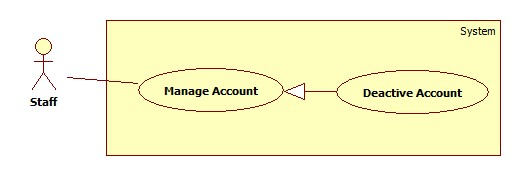 System
Staff
Manage Account
Deactive Account